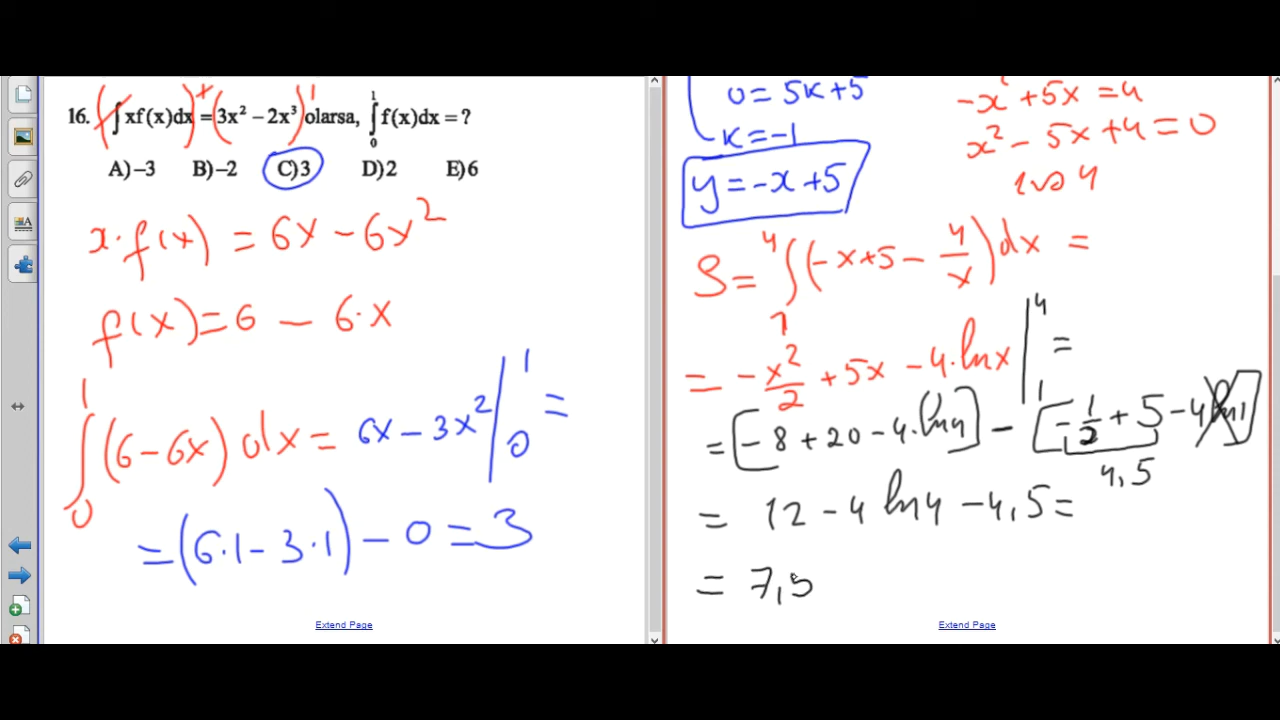 16. ∫xf(x)dx = 3x² − 2x³ olarsa, ∫₀¹ f(x)dx = ?
A) −3 B) −2 C) 3 D) 2 E) 6
x·f(x) = 6x − 6x²
f(x) = 6 − 6·x
∫₀¹ (6 − 6x) dx = 6x − 3x² |₀¹ =
= (6·1 − 3·1) − 0 = 3
Extend Page
0 = 5k + 5
k = −1
y = −x + 5
−x² + 5x = 4
x² − 5x + 4 = 0
1 və 4
S = ∫₁⁴ (−x + 5 − 4/x) dx =
= −x²/2 + 5x − 4·lnx |₁⁴ =
= [−8 + 20 − 4·ln4] − [−1/2 + 5 − 4ln1]
4,5
= 12 − 4 ln4 − 4,5 =
= 7,5
Extend Page